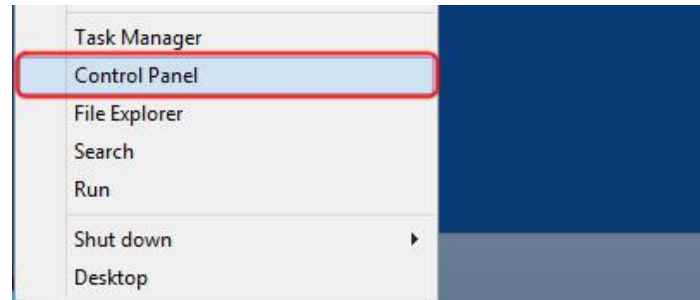 Task Manager
Control Panel
File Explorer
Search
Run
Shut down
Desktop